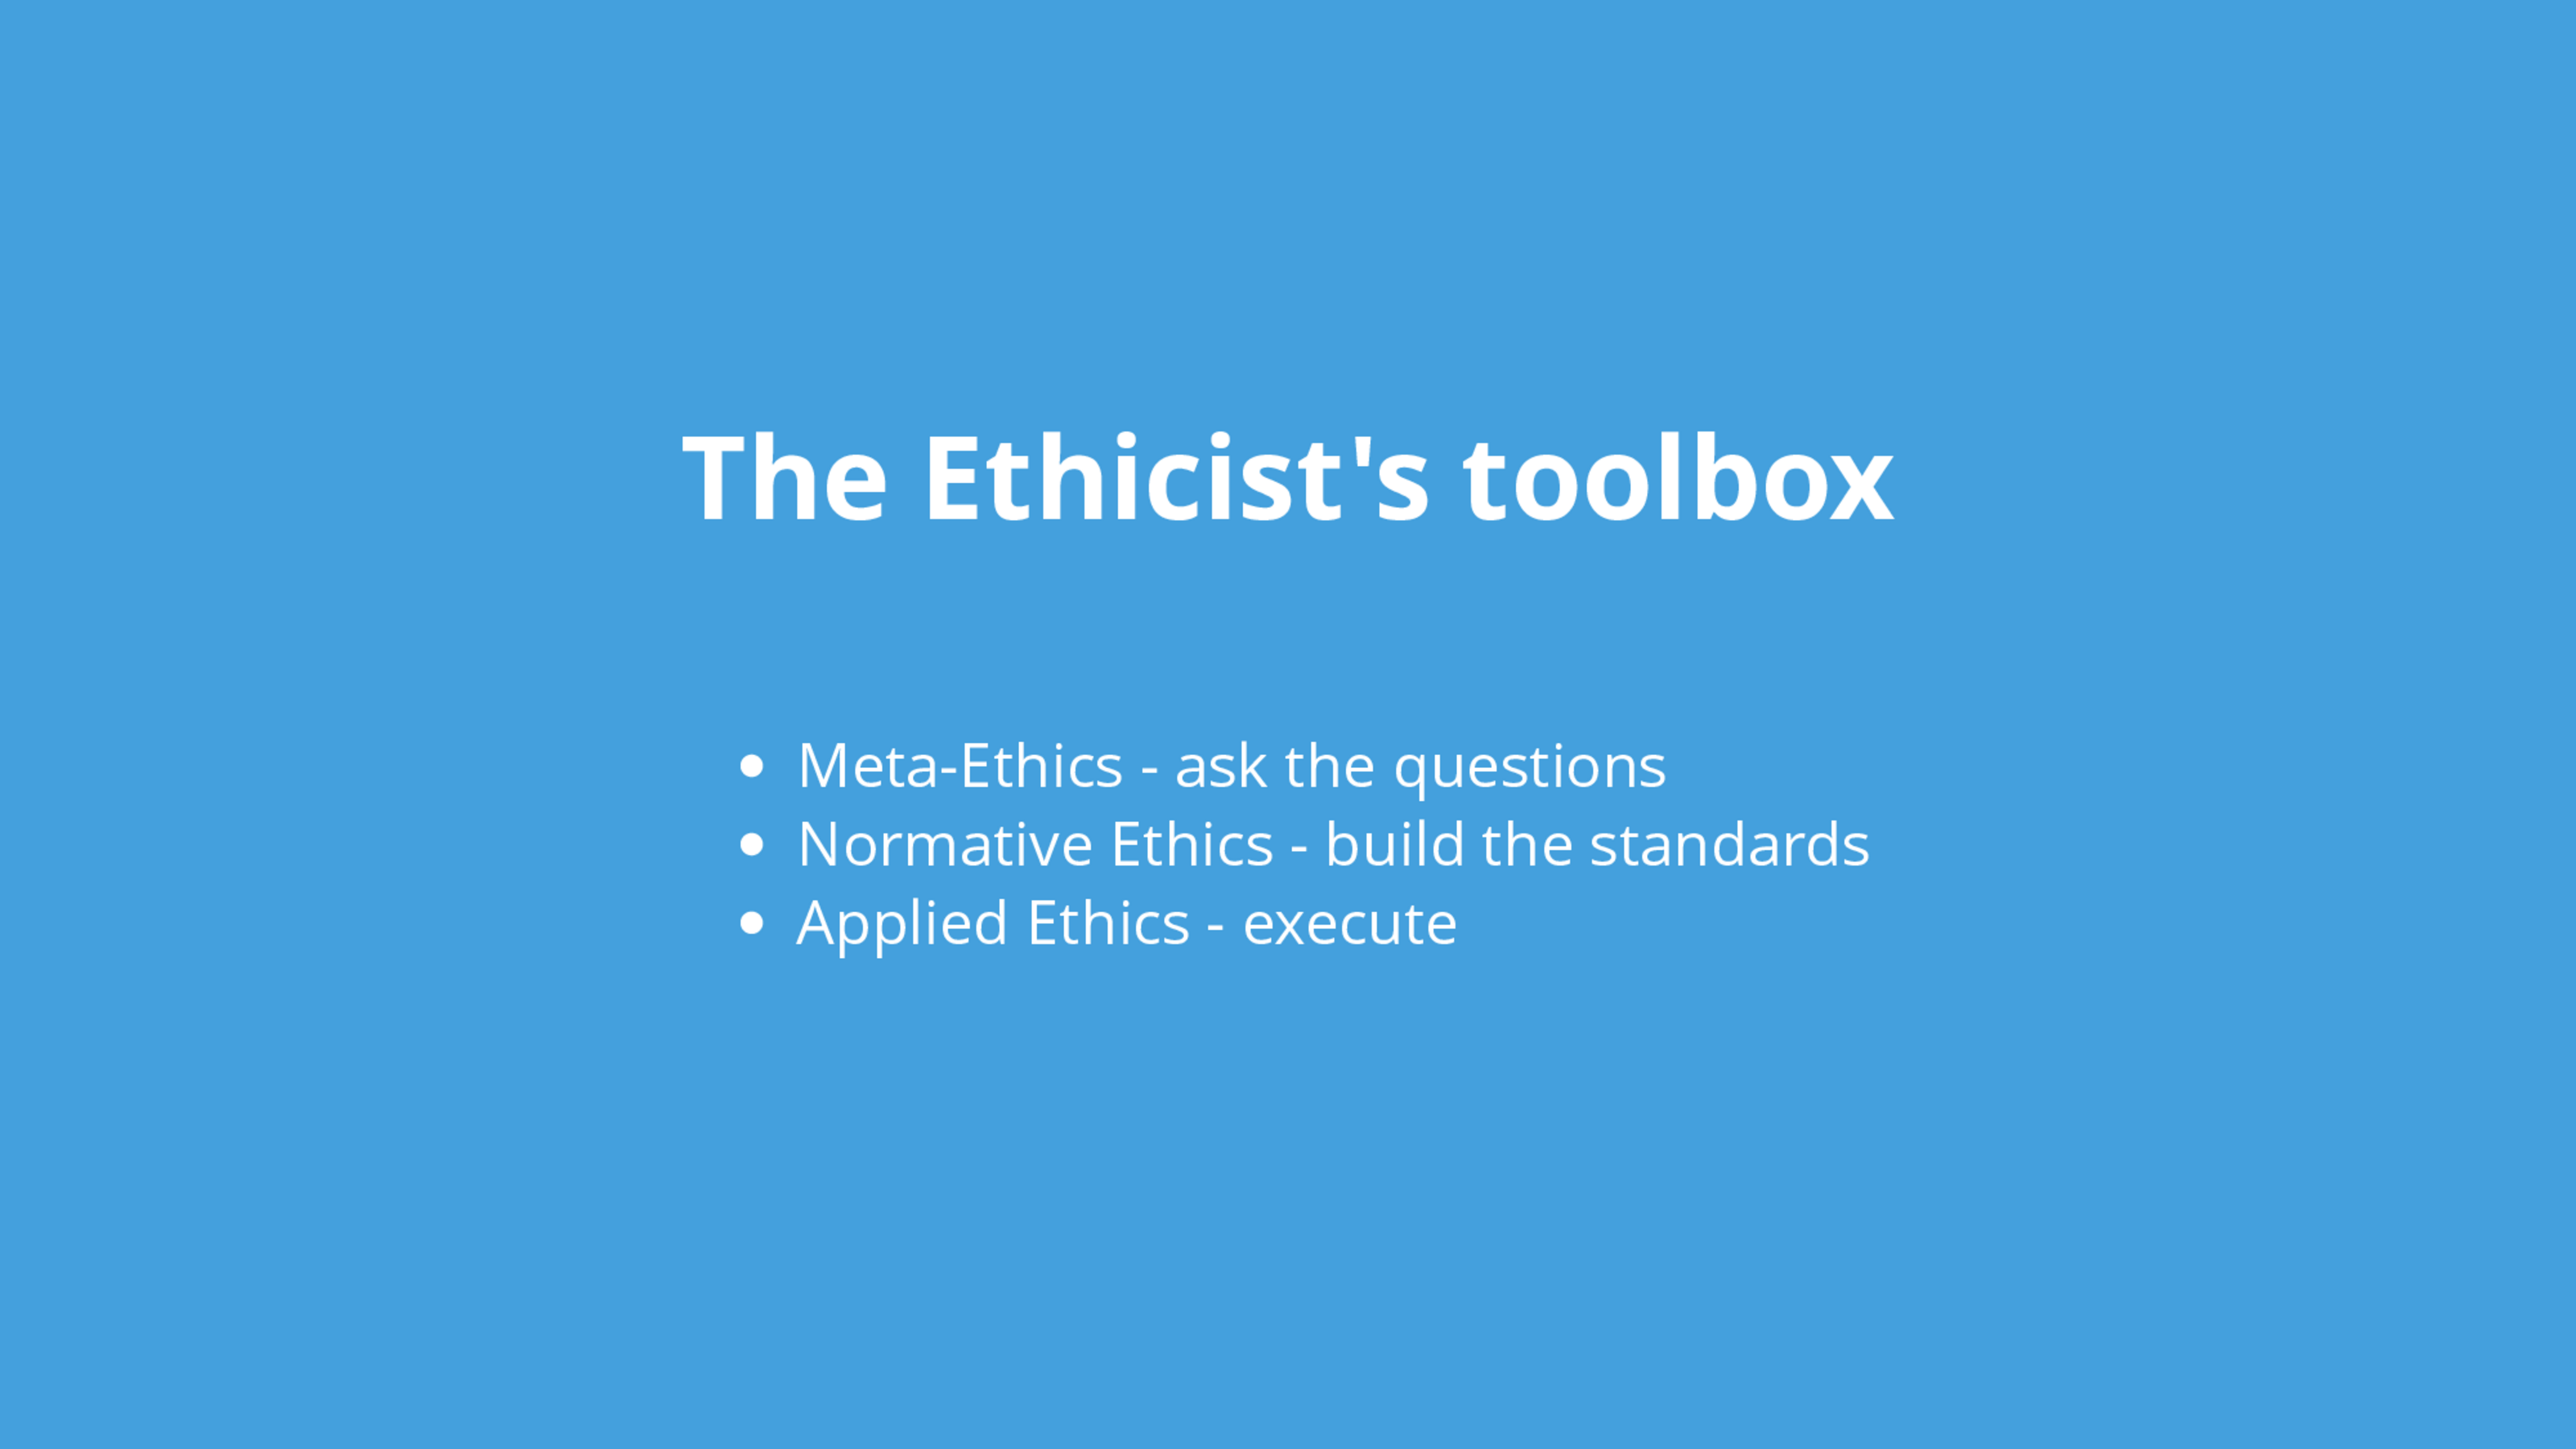 The Ethicist's toolbox
• Meta-Ethics - ask the questions
• Normative Ethics - build the standards
• Applied Ethics - execute